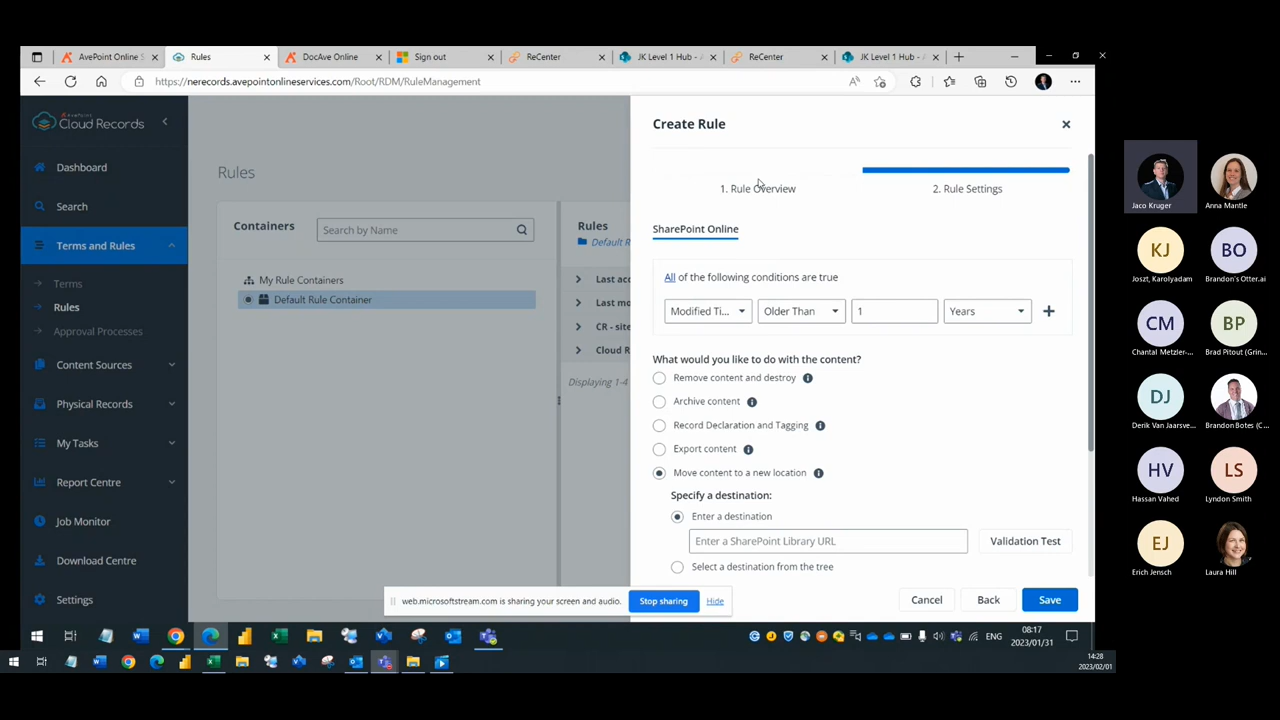 AvePoint Online S
Rules
DocAve Online
Sign out
ReCenter
JK Level 1 Hub -
ReCenter
JK Level 1 Hub -
https://nerecords.avepointonlineservices.com/Root/RDM/RuleManagement
AvePoint
Cloud Records
Dashboard
Search
Terms and Rules
Terms
Rules
Approval Processes
Content Sources
Physical Records
My Tasks
Report Centre
Job Monitor
Download Centre
Settings
Rules
Containers
Search by Name
My Rule Containers
Default Rule Container
Rules
Default R
Last acc
Last mo
CR - site
Cloud R
Displaying 1-4
Create Rule
1. Rule Overview
2. Rule Settings
SharePoint Online
All of the following conditions are true
Modified Ti...
Older Than
1
Years
What would you like to do with the content?
Remove content and destroy
Archive content
Record Declaration and Tagging
Export content
Move content to a new location
Specify a destination:
Enter a destination
Enter a SharePoint Library URL
Validation Test
Select a destination from the tree
Cancel
Back
Save
web.microsoftstream.com is sharing your screen and audio.
Stop sharing
Hide
ENG
08:17
2023/01/31
14:28
2023/02/01
Jaco Kruger
Anna Mantle
KJ
Joszt, Karolyadam
BO
Brandon's Otter.ai
CM
Chantal Metzler-...
BP
Brad Pitout (Grin...
DJ
Derik Van Jaarsve...
Brandon Botes (C...
HV
Hassan Vahed
LS
Lyndon Smith
EJ
Erich Jensch
Laura Hill